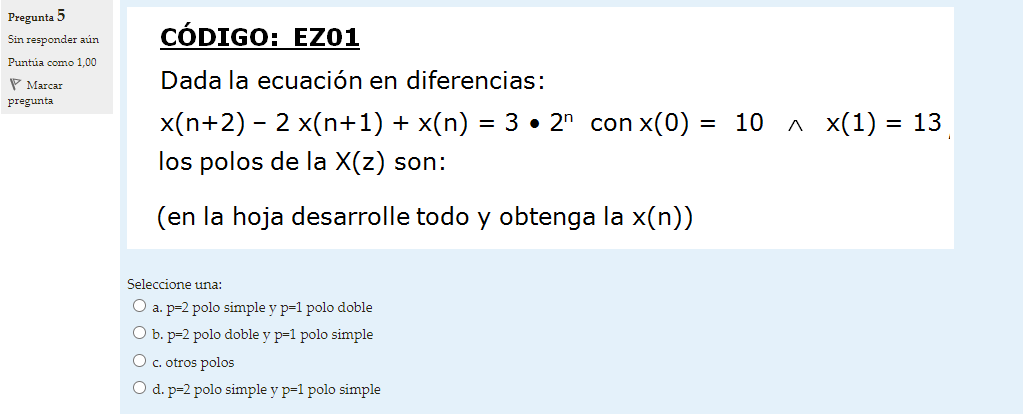 Pregunta 5
Sin responder aún
Puntúa como 1,00
Marcar
pregunta
CÓDIGO: EZ01
Dada la ecuación en diferencias:
x(n+2) – 2 x(n+1) + x(n) = 3 • 2ⁿ con x(0) = 10 ∧ x(1) = 13,
los polos de la X(z) son:
(en la hoja desarrolle todo y obtenga la x(n))
Seleccione una:
a. p=2 polo simple y p=1 polo doble
b. p=2 polo doble y p=1 polo simple
c. otros polos
d. p=2 polo simple y p=1 polo simple